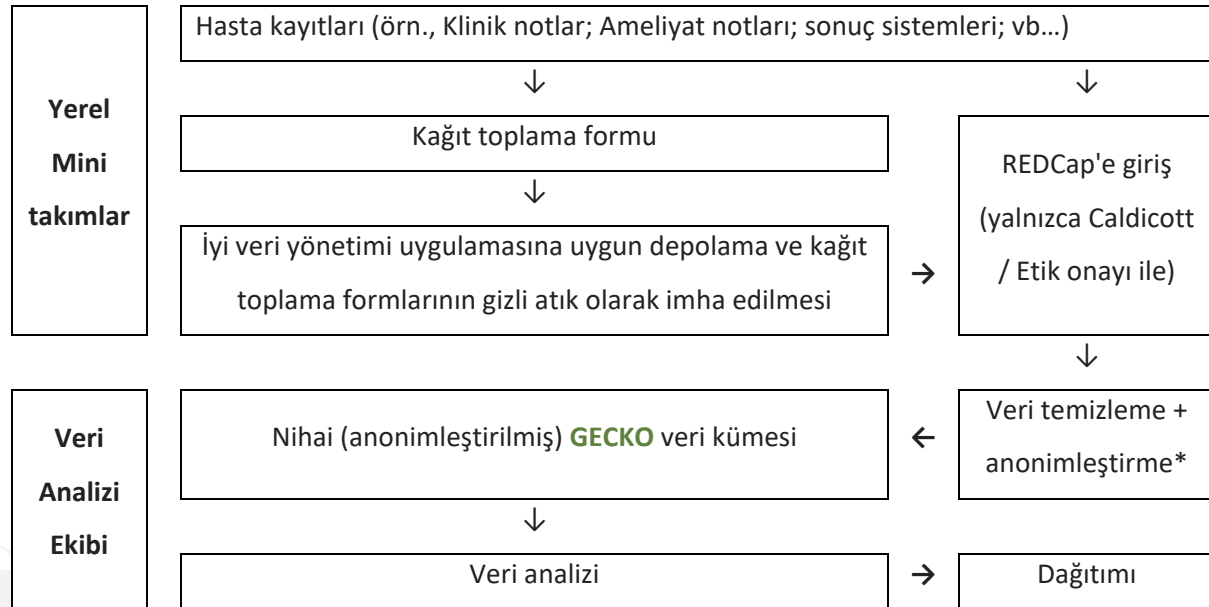 Hasta kayıtları (örn., Klinik notlar; Ameliyat notları; sonuç sistemleri; vb…)
↓ ↓
Yerel
Mini
takımlar
Kağıt toplama formu
↓
İyi veri yönetimi uygulamasına uygun depolama ve kağıt
toplama formlarının gizli atık olarak imha edilmesi
→
REDCap'e giriş
(yalnızca Caldicott
/ Etik onayı ile)
↓
Veri
Analizi
Ekibi
Veri temizleme +
anonimleştirme*
←
Nihai (anonimleştirilmiş) GECKO veri kümesi
↓
Veri analizi
→
Dağıtımı